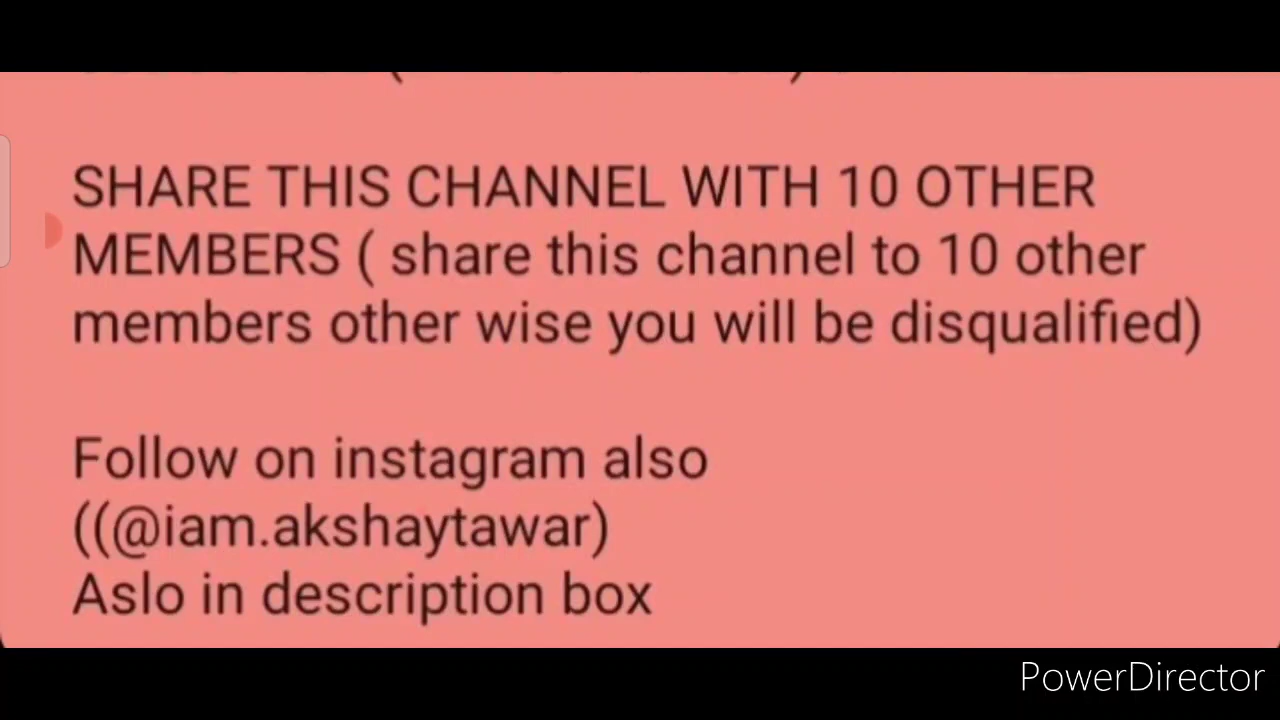 SHARE THIS CHANNEL WITH 10 OTHER
MEMBERS ( share this channel to 10 other
members other wise you will be disqualified)
Follow on instagram also
((@iam.akshaytawar)
Aslo in description box
PowerDirector